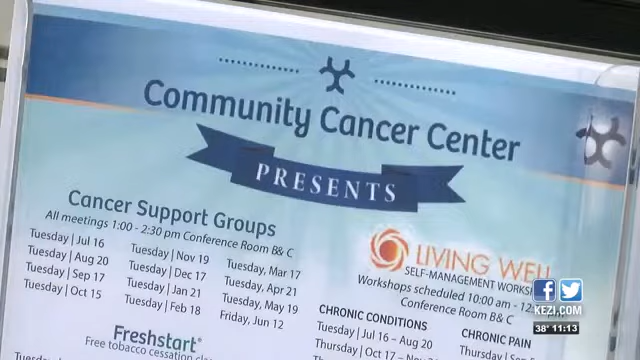 Community Cancer Center
PRESENTS
Cancer Support Groups
All meetings 1:00 - 2:30 pm Conference Room B& C
Tuesday | Jul 16
Tuesday | Aug 20
Tuesday | Sep 17
Tuesday | Oct 15
Tuesday | Nov 19
Tuesday | Dec 17
Tuesday | Jan 21
Tuesday | Feb 18
Tuesday, Mar 17
Tuesday, Apr 21
Tuesday, May 19
Friday, Jun 12
Freshstart®
Free tobacco cessation
LIVING WELL
SELF-MANAGEMENT
Workshops scheduled 10:00 am -
Conference Room B& C
CHRONIC CONDITIONS
Tuesday | Jul 16 – Aug 20
Thursday | Oct 17 –
CHRONIC PAIN
Thursday |
KEZI.COM
38° 11:13